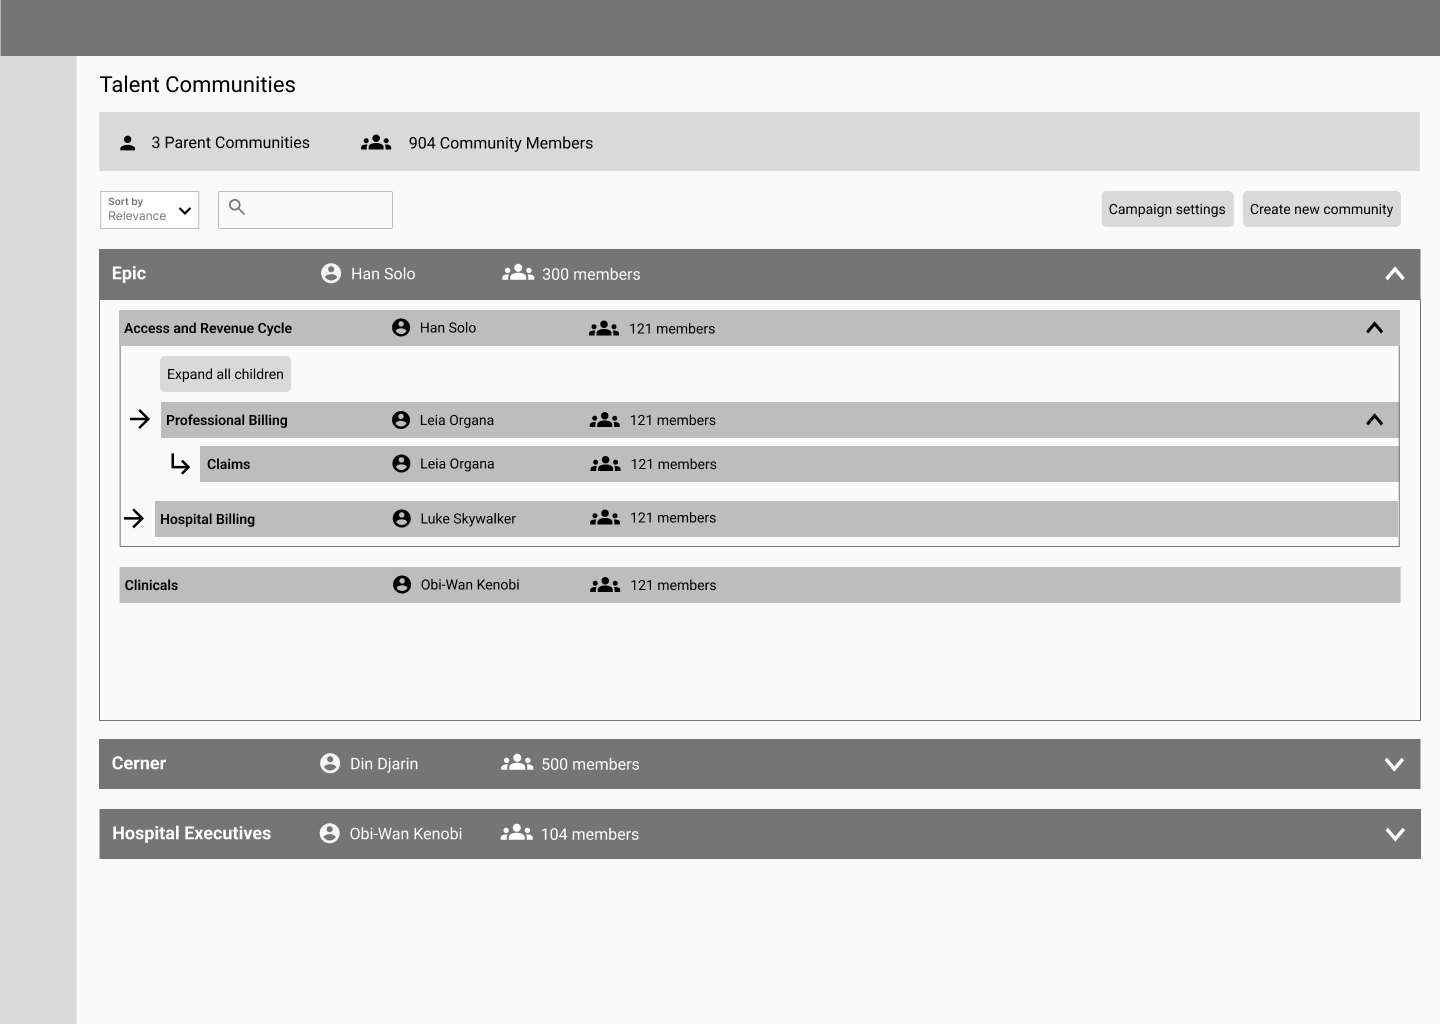 Talent Communities
3 Parent Communities 904 Community Members
Sort by
Relevance
Campaign settings Create new community
Epic Han Solo 300 members
Access and Revenue Cycle Han Solo 121 members
Expand all children
Professional Billing Leia Organa 121 members
Claims Leia Organa 121 members
Hospital Billing Luke Skywalker 121 members
Clinicals Obi-Wan Kenobi 121 members
Cerner Din Djarin 500 members
Hospital Executives Obi-Wan Kenobi 104 members